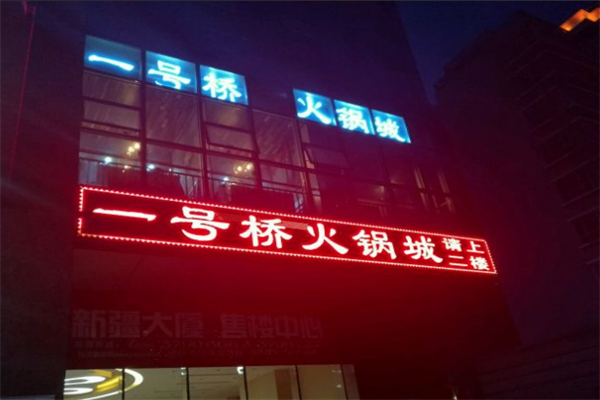 一号桥 火锅城
一号桥火锅城
请上
二楼
新疆大厦 售楼中心